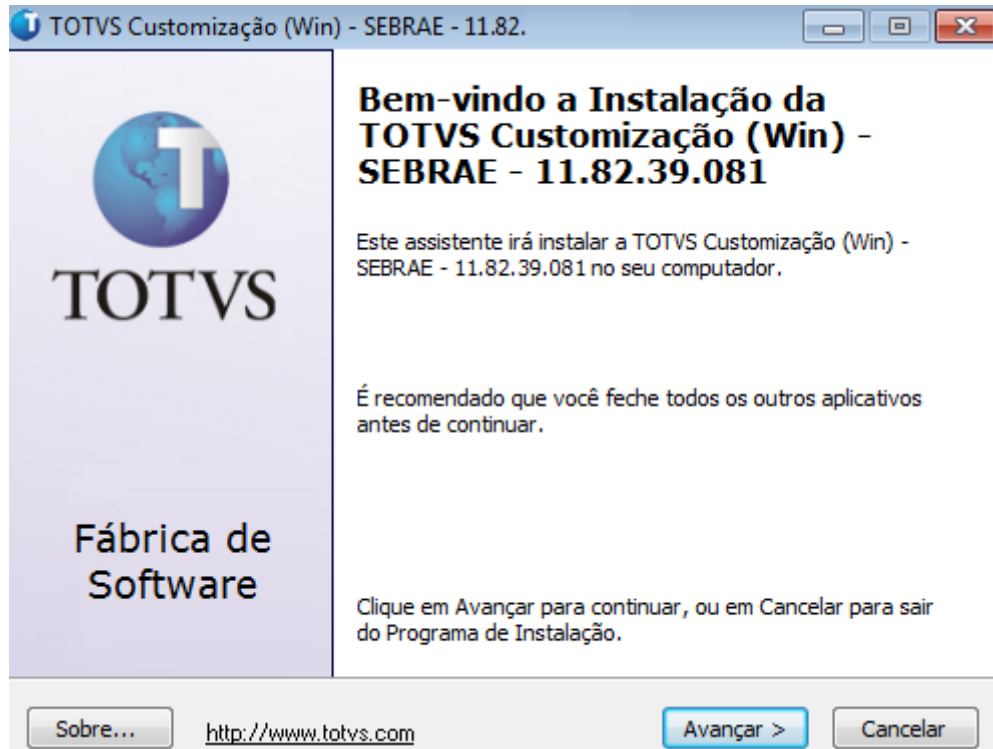 TOTVS Customização (Win) - SEBRAE - 11.82.
Bem-vindo a Instalação da
TOTVS Customização (Win) -
SEBRAE - 11.82.39.081
Este assistente irá instalar a TOTVS Customização (Win) -
SEBRAE - 11.82.39.081 no seu computador.
É recomendado que você feche todos os outros aplicativos
antes de continuar.
Clique em Avançar para continuar, ou em Cancelar para sair
do Programa de Instalação.
TOTVS
Fábrica de
Software
Sobre...
http://www.totvs.com
Avançar >
Cancelar